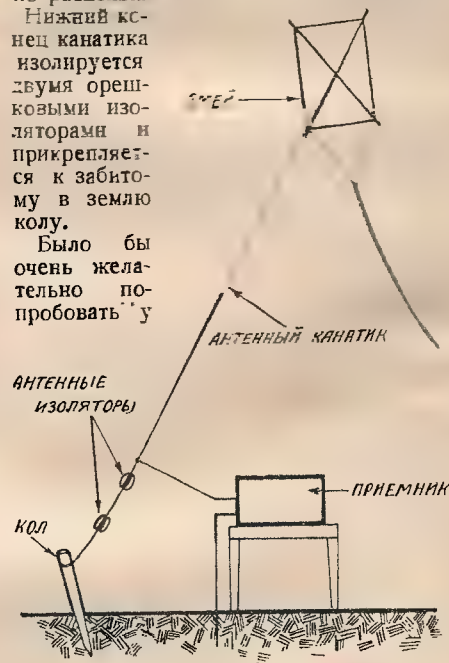 Нижний ко-
нец канатика
изолируется
двумя ореш-
ковыми изо-
ляторами и
прикрепляет-
ся к забито-
му в землю
колу.
Было бы
очень жела-
тельно по-
пробовать у
ЗМЕЙ
АНТЕННЫЙ КАНАТИК
АНТЕННЫЕ
ИЗОЛЯТОРЫ
ПРИЕМНИК
КОЛ